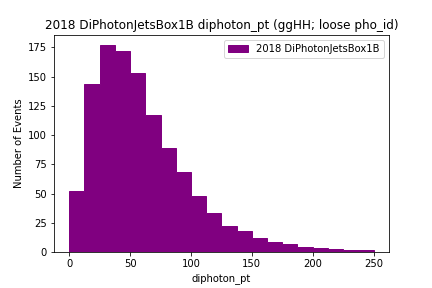 2018 DiPhotonJetsBox1B diphoton_pt (ggHH; loose pho_id)
2018 DiPhotonJetsBox1B
Number of Events
175
150
125
100
75
50
25
0
0 50 100 150 200 250
diphoton_pt